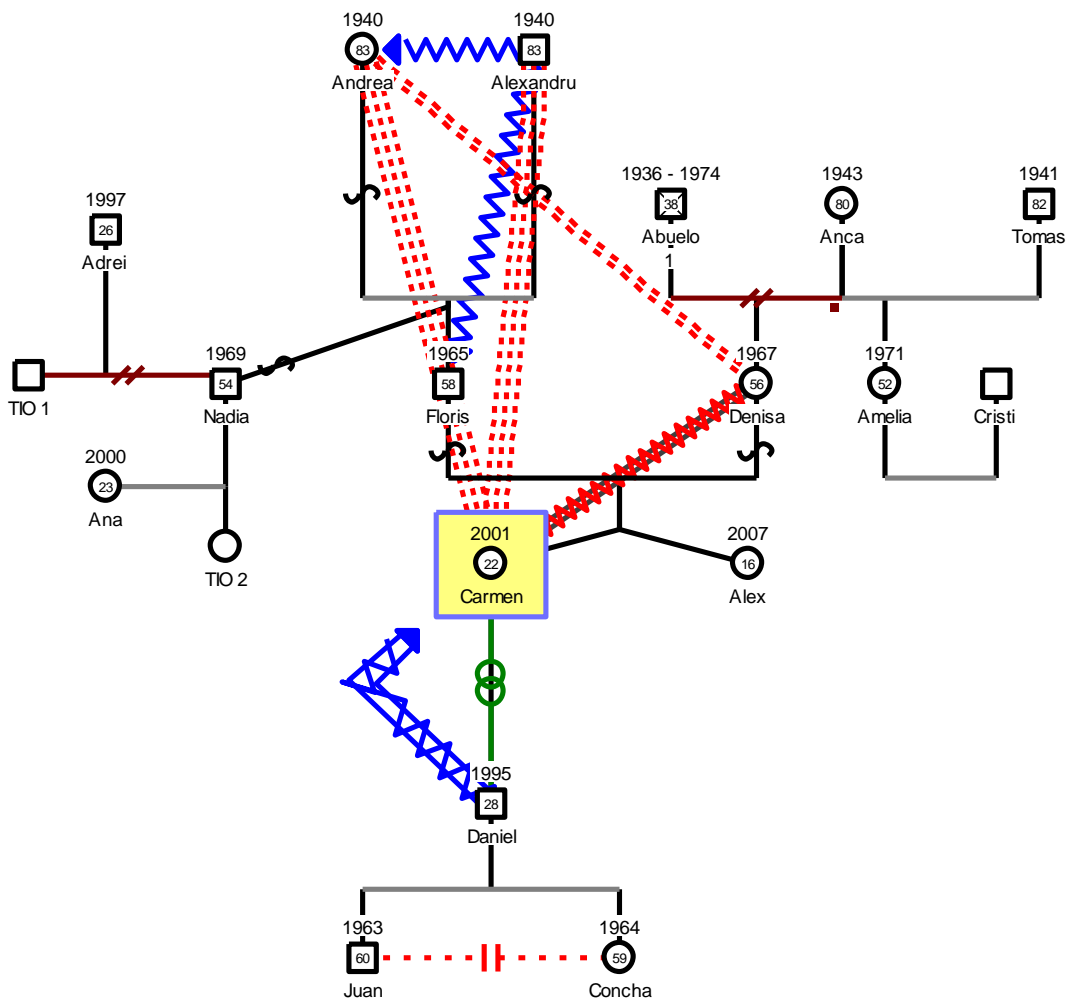 1940
83
Andrea
1940
83
Alexandru
1936 - 1974
38
Abuelo
1
1943
80
Anca
1941
82
Tomas
1997
26
Adrei
TIO 1
1969
54
Nadia
1965
58
Floris
1967
56
Denisa
1971
52
Amelia
Cristi
2000
23
Ana
TIO 2
2001
22
Carmen
2007
16
Alex
1995
28
Daniel
1963
60
Juan
1964
59
Concha